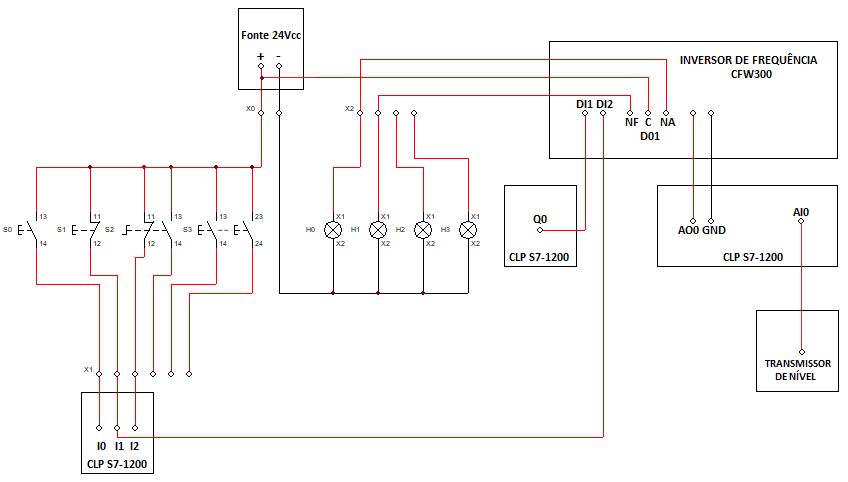 Fonte 24Vcc
+ -
INVERSOR DE FREQUÊNCIA
CFW300
X0
X2
DI1 DI2
NF C NA
D01
S0 13 14
S1 11 12
S2 11 12 13 14
S3 13 14 23 24
H0 X1 X2
H1 X1 X2
H2 X1 X2
H3 X1 X2
Q0
CLP S7-1200
AO0 GND
AI0
CLP S7-1200
TRANSMISSOR
DE NÍVEL
X1
I0 I1 I2
CLP S7-1200